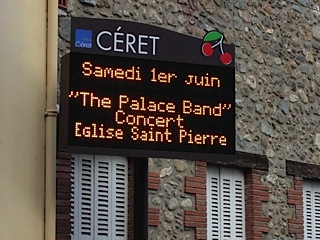 Céret
CÉRET
Samedi 1er juin
"The Palace Band"
Concert
Eglise Saint Pierre